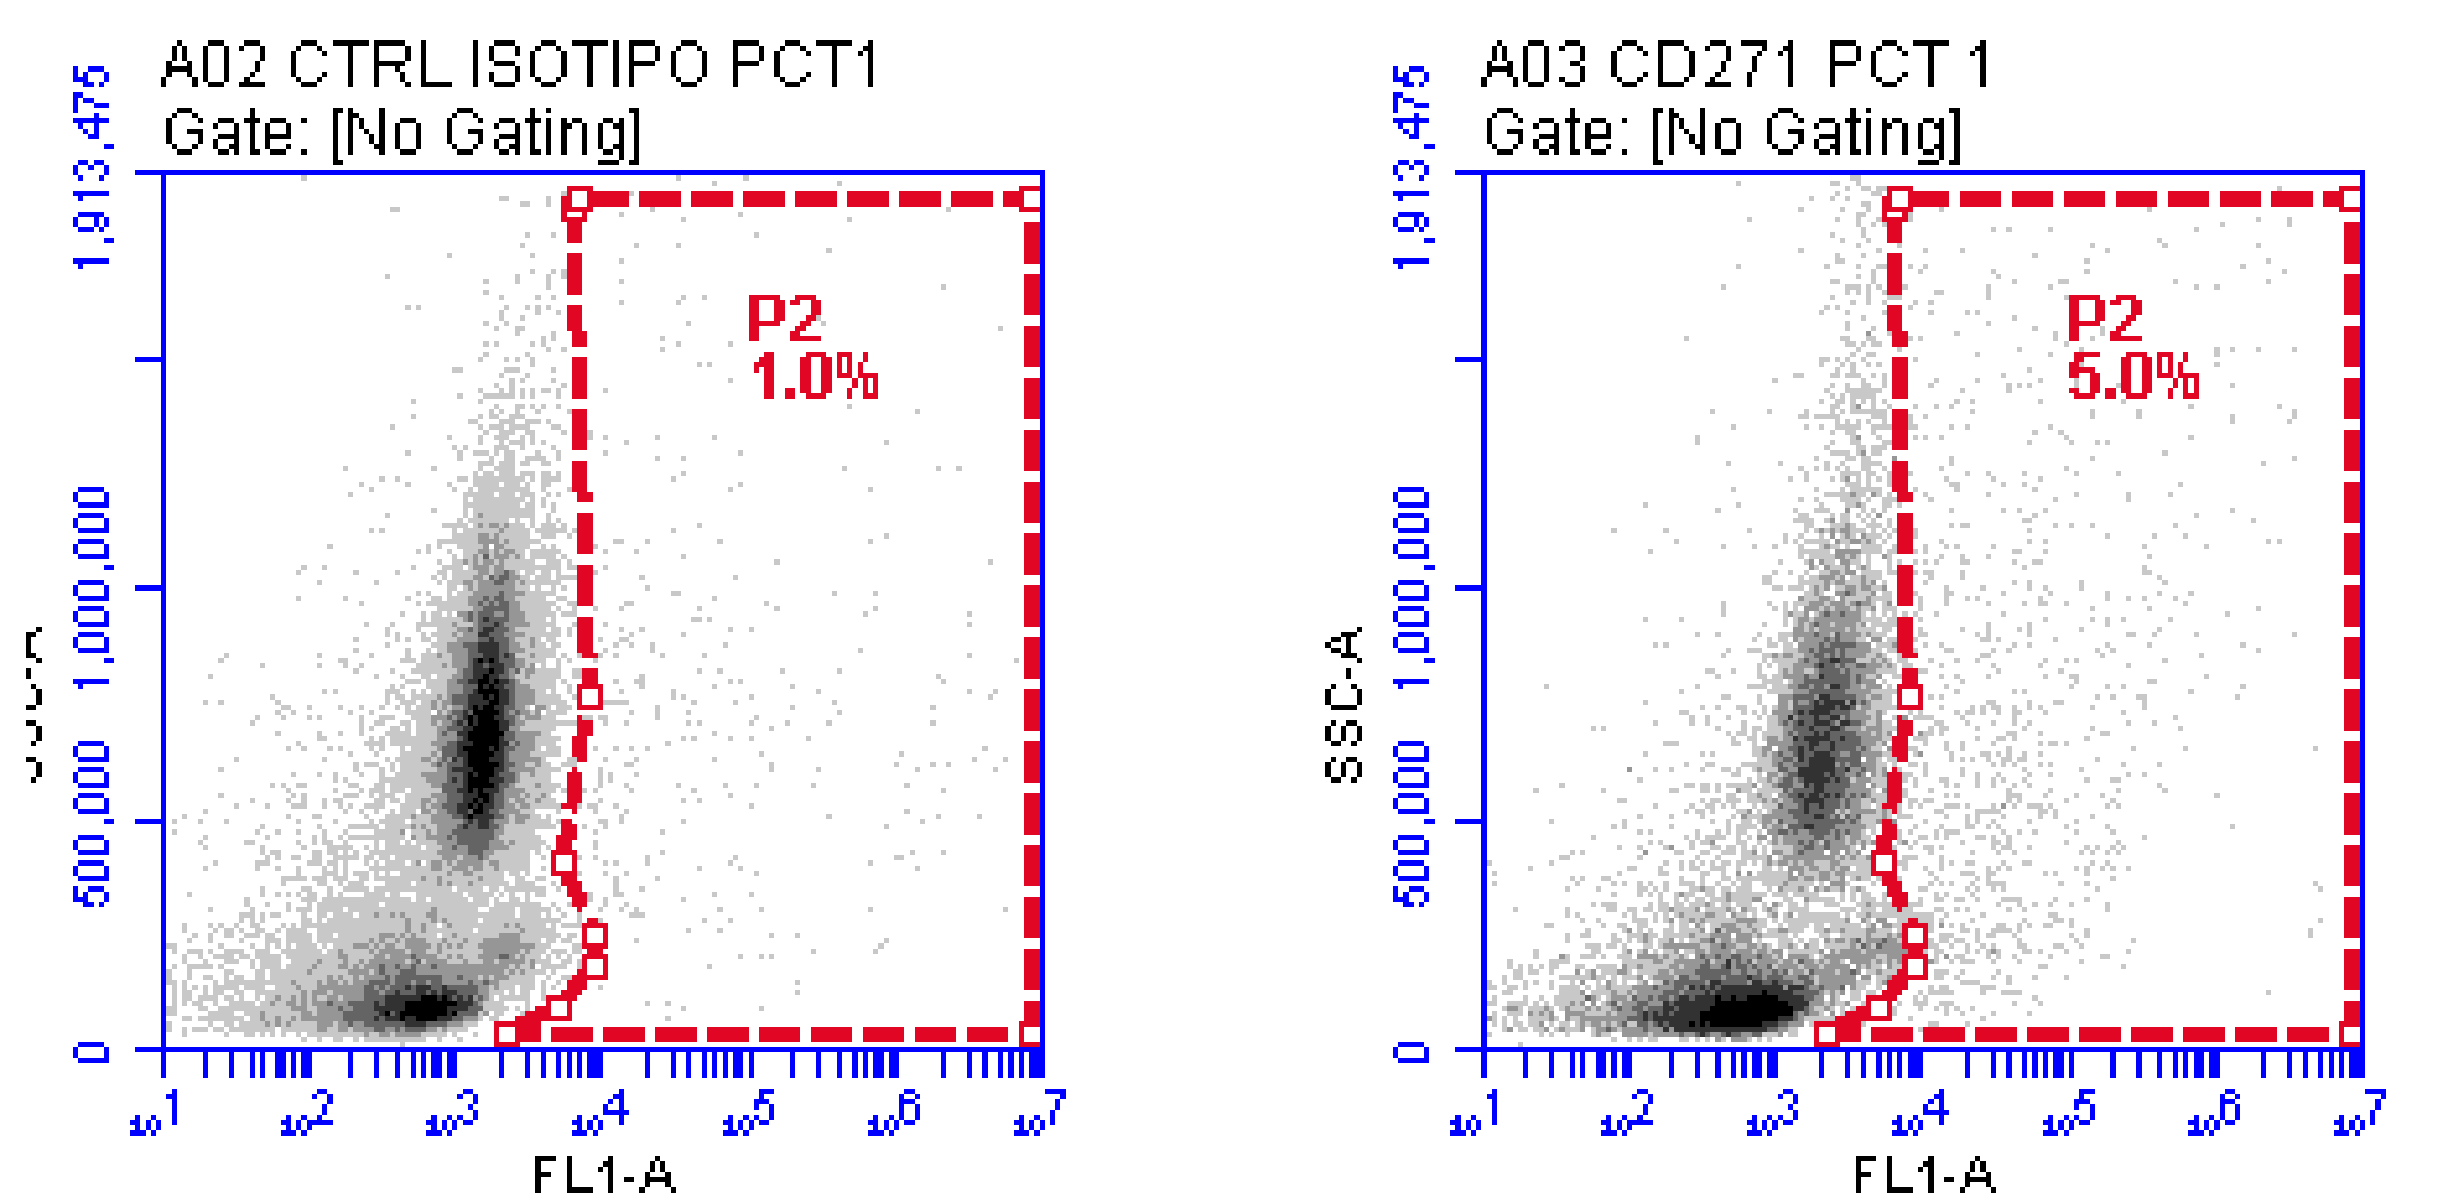 A02 CTRL ISOTIPO PCT1
Gate: [No Gating]
1,913,475
1,000,000
500,000
0
P2
1.0%
10^1 10^2 10^3 10^4 10^5 10^6 10^7
FL1-A
A03 CD271 PCT 1
Gate: [No Gating]
1,913,475
1,000,000
500,000
0
SSC-A
P2
5.0%
10^1 10^2 10^3 10^4 10^5 10^6 10^7
FL1-A